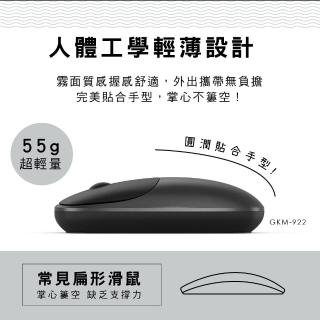 人體工學輕薄設計
霧面質感握感舒適，外出攜帶無負擔
完美貼合手型，掌心不簍空！
55g
超輕量
圓潤貼合手型！
GKM-922
常見扁形滑鼠
掌心簍空 缺乏支撐力